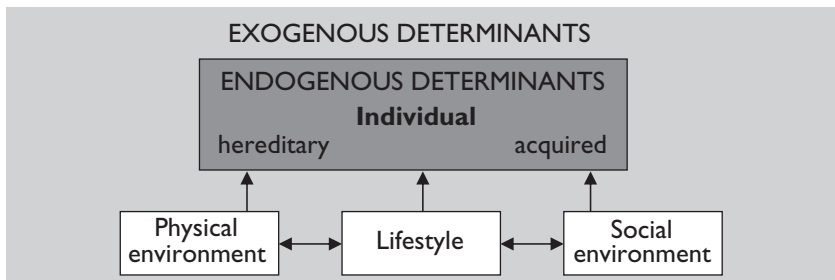 EXOGENOUS DETERMINANTS
ENDOGENOUS DETERMINANTS
Individual
hereditary acquired
Physical
environment
Lifestyle
Social
environment